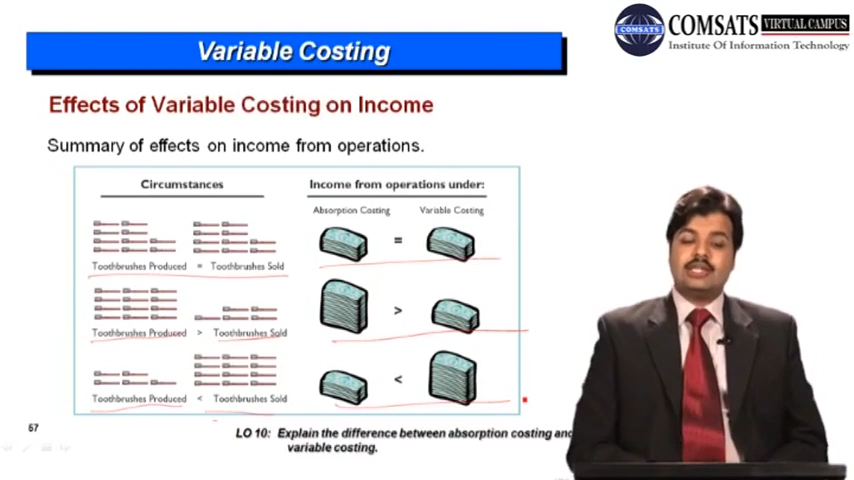 COMSATS VIRTUAL CAMPUS
Institute Of Information Technology
COMSATS
Variable Costing
Effects of Variable Costing on Income
Summary of effects on income from operations.
Circumstances
Income from operations under:
Absorption Costing
Variable Costing
=
Toothbrushes Produced = Toothbrushes Sold
>
Toothbrushes Produced > Toothbrushes Sold
<
Toothbrushes Produced < Toothbrushes Sold
67
LO 10: Explain the difference between absorption costing and
variable costing.